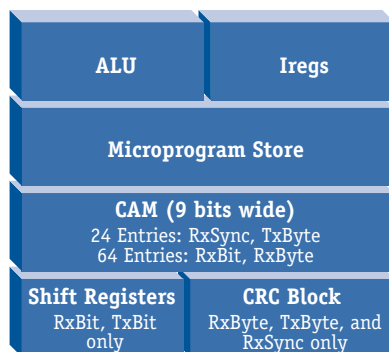 ALU
Iregs
Microprogram Store
CAM (9 bits wide)
24 Entries: RxSync, TxByte
64 Entries: RxBit, RxByte
Shift Registers
RxBit, TxBit
only
CRC Block
RxByte, TxByte, and
RxSync only